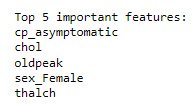 Top 5 important features:
cp_asymptomatic
chol
oldpeak
sex_Female
thalch